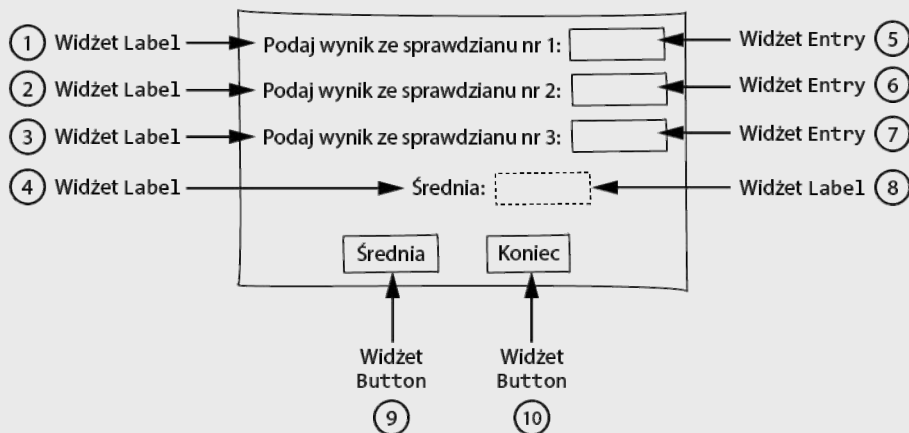 1 Widżet Label Podaj wynik ze sprawdzianu nr 1: Widżet Entry 5
2 Widżet Label Podaj wynik ze sprawdzianu nr 2: Widżet Entry 6
3 Widżet Label Podaj wynik ze sprawdzianu nr 3: Widżet Entry 7
4 Widżet Label Średnia: Widżet Label 8
Średnia Koniec
Widżet Widżet
Button Button
9 10